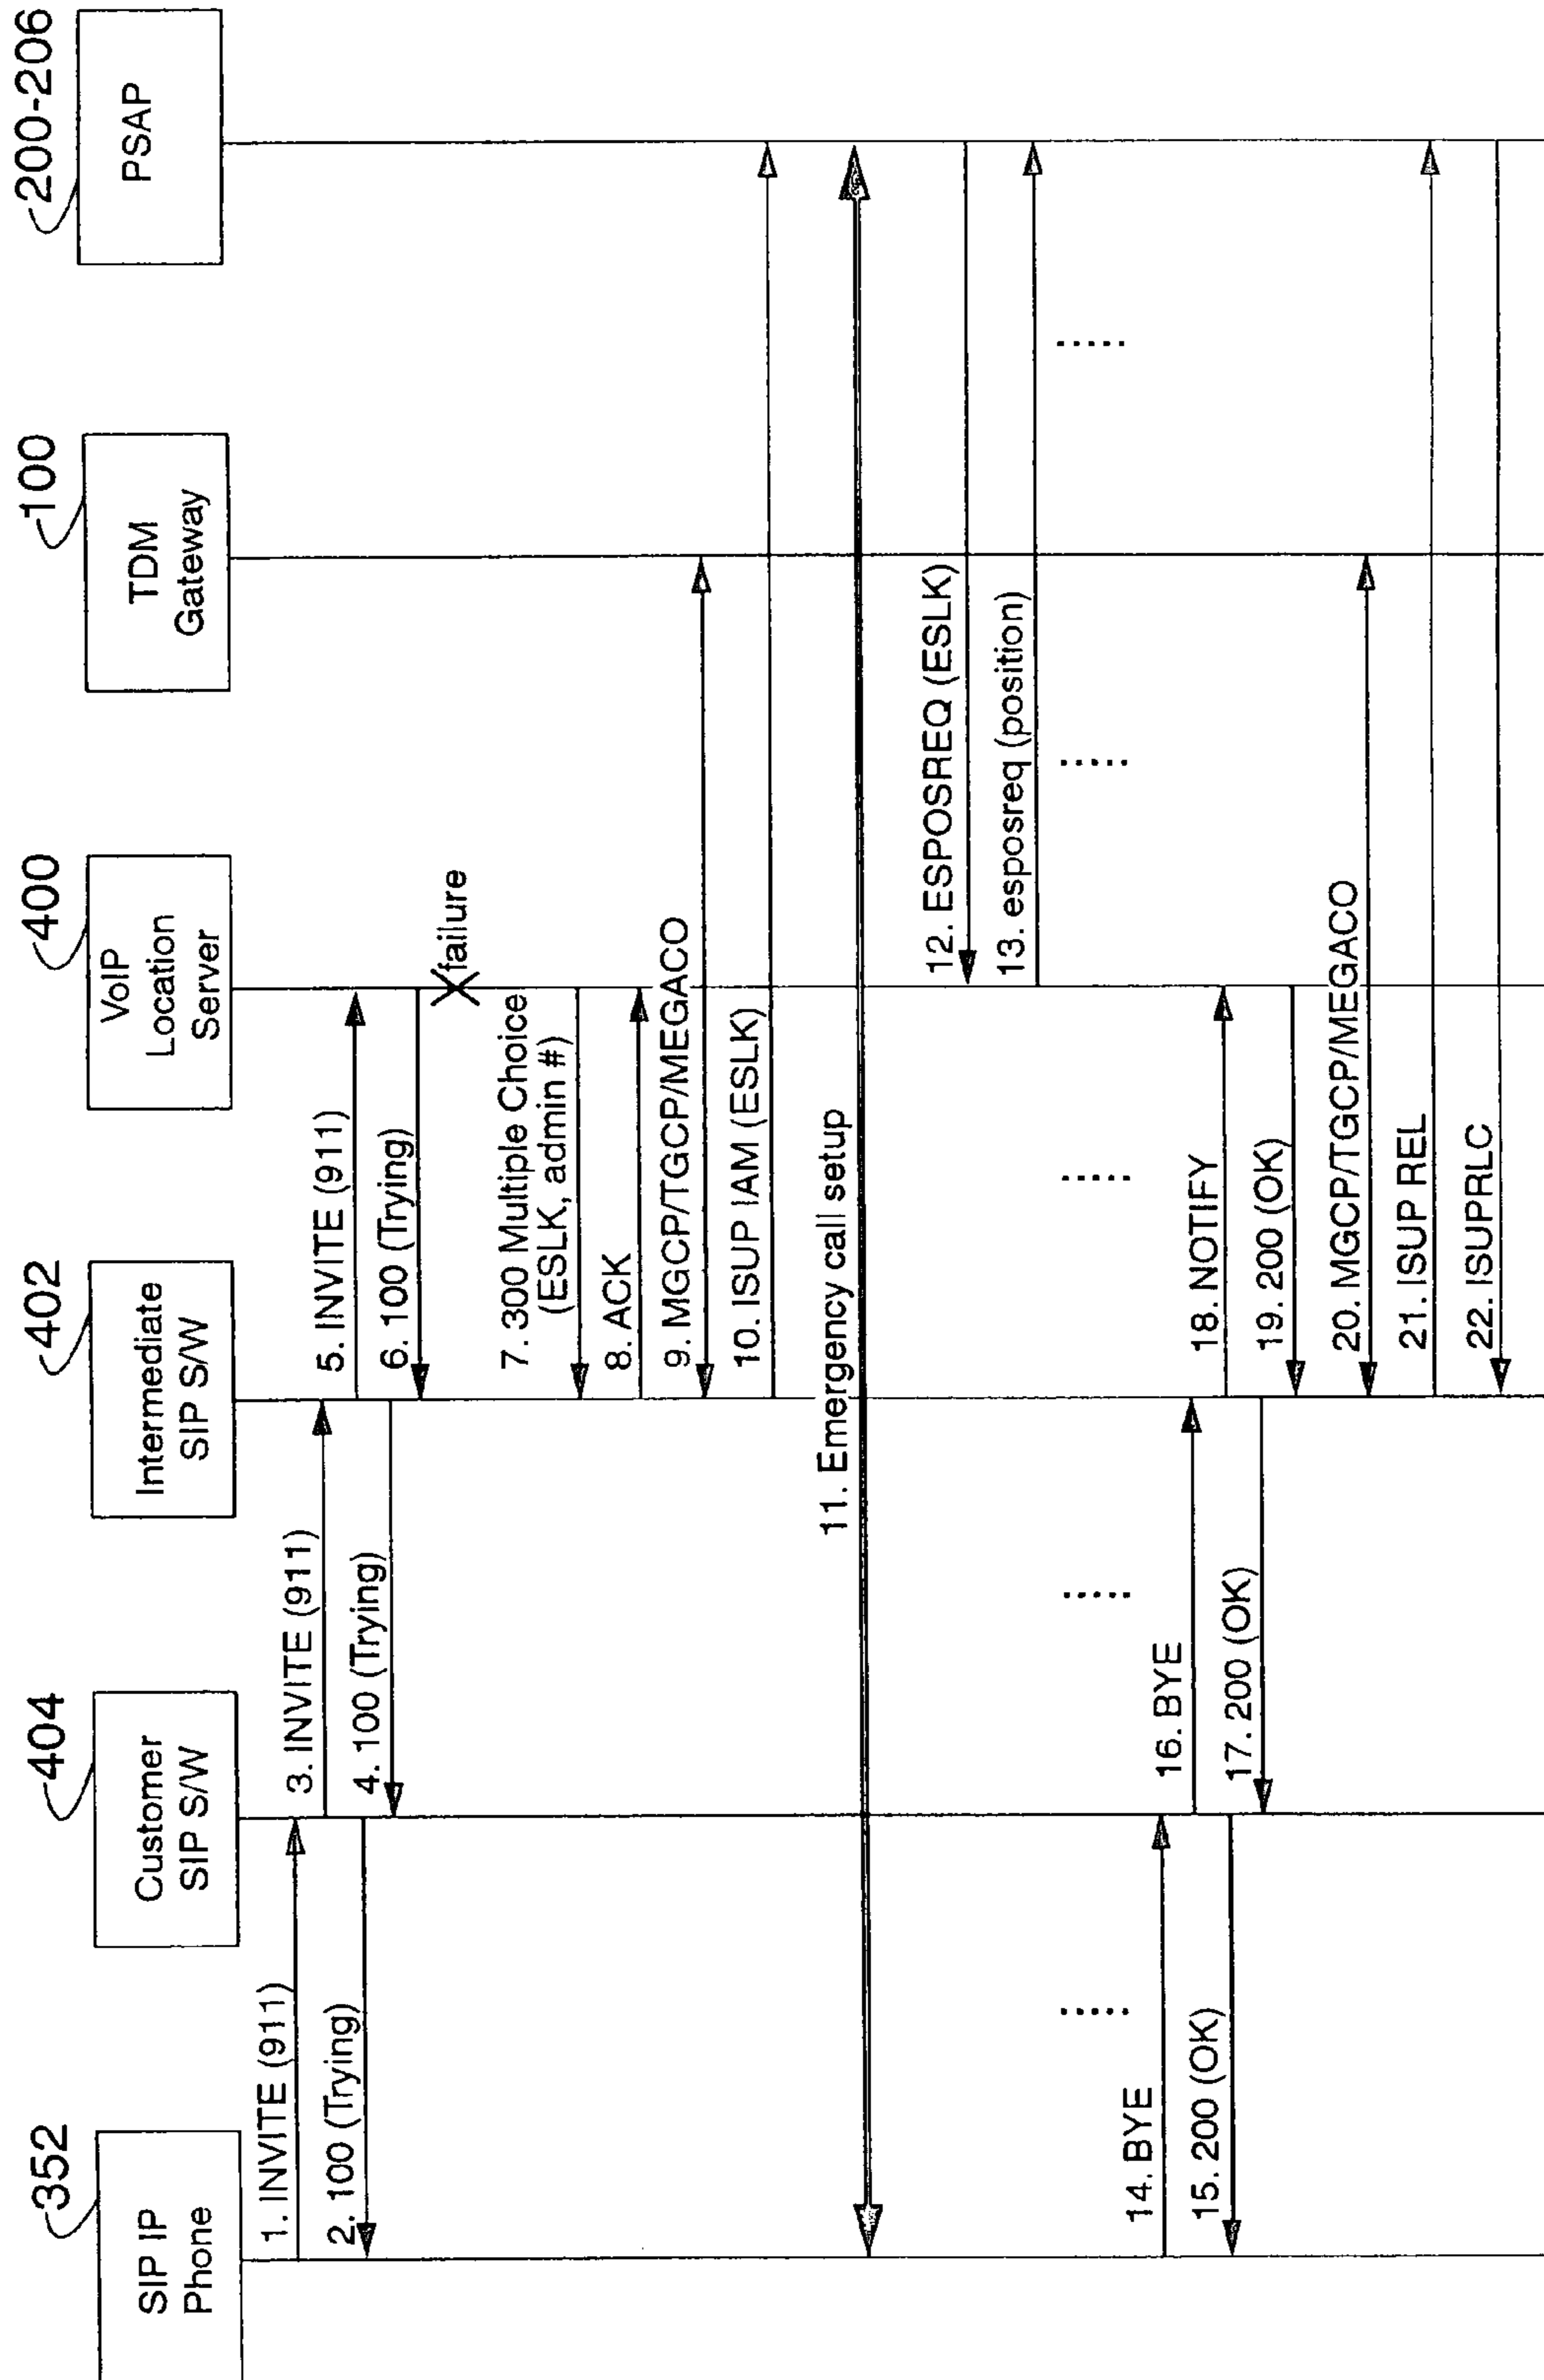 352
SIP IP
Phone
404
Customer
SIP S/W
402
Intermediate
SIP S/W
400
VoIP
Location
Server
100
TDM
Gateway
200-206
PSAP
1. INVITE (911)
2. 100 (Trying)
3. INVITE (911)
4. 100 (Trying)
5. INVITE (911)
6. 100 (Trying)
failure
7. 300 Multiple Choice
(ESLK, admin #)
8. ACK
9. MGCP/TGCP/MEGACO
10. ISUP IAM (ESLK)
11. Emergency call setup
12. ESPOSREQ (ESLK)
13. esposreq (position)
.....
.....
.....
.....
.....
14. BYE
15. 200 (OK)
16. BYE
17. 200 (OK)
18. NOTIFY
19. 200 (OK)
20. MGCP/TGCP/MEGACO
21. ISUP REL
22. ISUPRLC